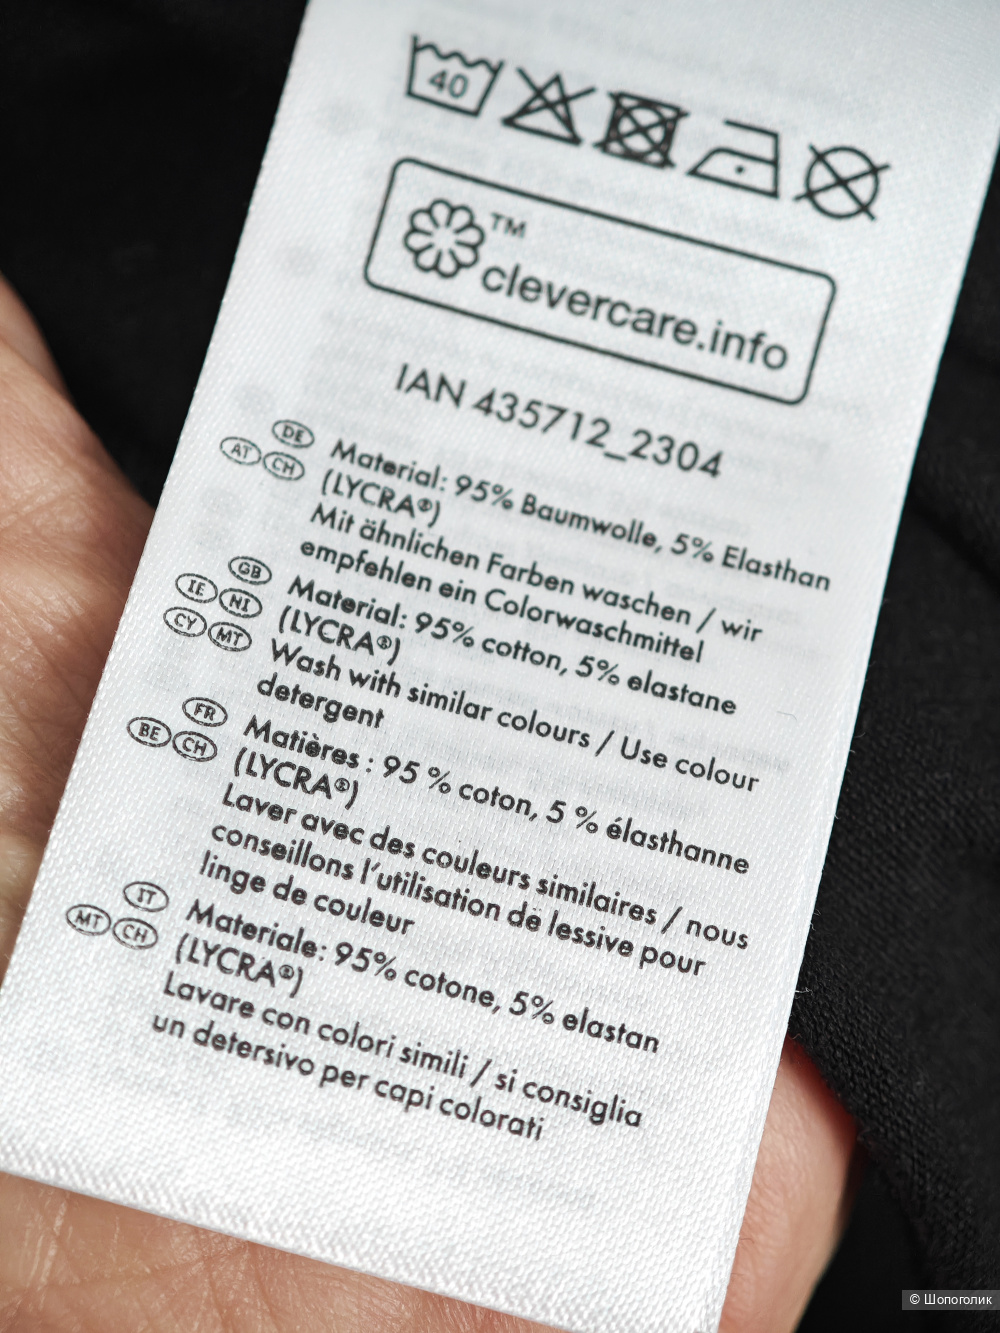 40
TM
clevercare.info
IAN 435712_2304
DE
AT CH
Material: 95% Baumwolle, 5% Elasthan
(LYCRA®)
Mit ähnlichen Farben waschen / wir
empfehlen ein Colorwaschmittel
GB
IE NI
CY MT
Material: 95% cotton, 5% elastane
(LYCRA®)
Wash with similar colours / Use colour
detergent
FR
BE CH
Matières : 95 % coton, 5 % élasthanne
(LYCRA®)
Laver avec des couleurs similaires / nous
conseillons l'utilisation de lessive pour
linge de couleur
IT
MT CH
Materiale: 95% cotone, 5% elastan
(LYCRA®)
Lavare con colori simili / si consiglia
un detersivo per capi colorati
© Шопоголик